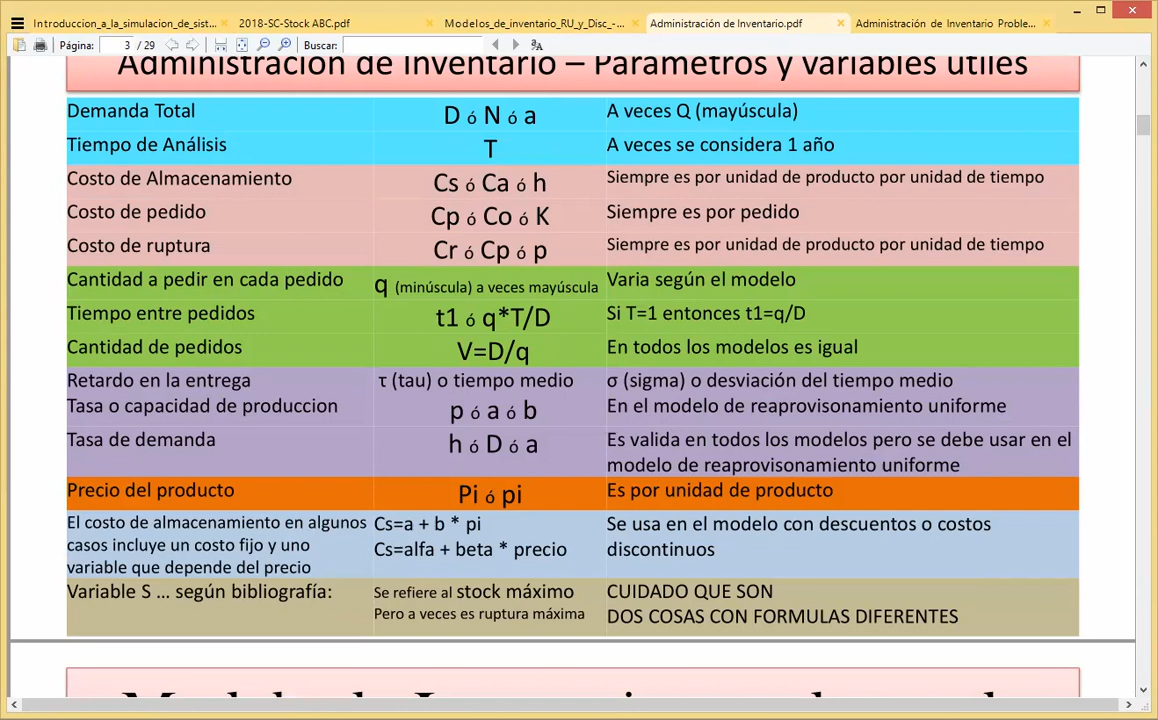 Introduccion_a_la_simulacion_de_sist... 2018-SC-Stock ABC.pdf Modelos_de_inventario_RU_y_Disc_-... Administración de Inventario.pdf Administración de Inventario Proble...
Página: 3 / 29 Buscar:
Administración de Inventario – Parámetros y variables útiles
Demanda Total D ó N ó a A veces Q (mayúscula)
Tiempo de Análisis T A veces se considera 1 año
Costo de Almacenamiento Cs ó Ca ó h Siempre es por unidad de producto por unidad de tiempo
Costo de pedido Cp ó Co ó K Siempre es por pedido
Costo de ruptura Cr ó Cp ó p Siempre es por unidad de producto por unidad de tiempo
Cantidad a pedir en cada pedido q (minúscula) a veces mayúscula Varia según el modelo
Tiempo entre pedidos t1 ó q*T/D Si T=1 entonces t1=q/D
Cantidad de pedidos V=D/q En todos los modelos es igual
Retardo en la entrega τ (tau) o tiempo medio σ (sigma) o desviación del tiempo medio
Tasa o capacidad de produccion p ó a ó b En el modelo de reaprovisonamiento uniforme
Tasa de demanda h ó D ó a Es valida en todos los modelos pero se debe usar en el
modelo de reaprovisonamiento uniforme
Precio del producto Pi ó pi Es por unidad de producto
El costo de almacenamiento en algunos Cs=a + b * pi Se usa en el modelo con descuentos o costos
casos incluye un costo fijo y uno Cs=alfa + beta * precio discontinuos
variable que depende del precio
Variable S ... según bibliografía: Se refiere al stock máximo CUIDADO QUE SON
Pero a veces es ruptura máxima DOS COSAS CON FORMULAS DIFERENTES